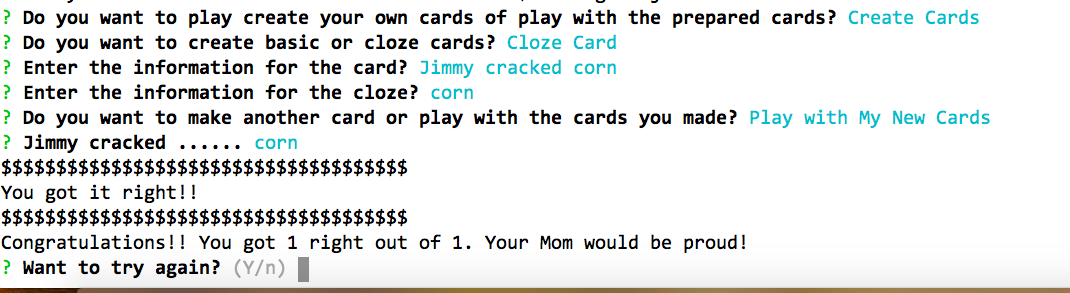 ? Do you want to play create your own cards of play with the prepared cards? Create Cards
? Do you want to create basic or cloze cards? Cloze Card
? Enter the information for the card? Jimmy cracked corn
? Enter the information for the cloze? corn
? Do you want to make another card or play with the cards you made? Play with My New Cards
? Jimmy cracked ...... corn
$$$$$$$$$$$$$$$$$$$$$$$$$$$$$$$$$$$$$
You got it right!!
$$$$$$$$$$$$$$$$$$$$$$$$$$$$$$$$$$$$$
Congratulations!! You got 1 right out of 1. Your Mom would be proud!
? Want to try again? (Y/n)